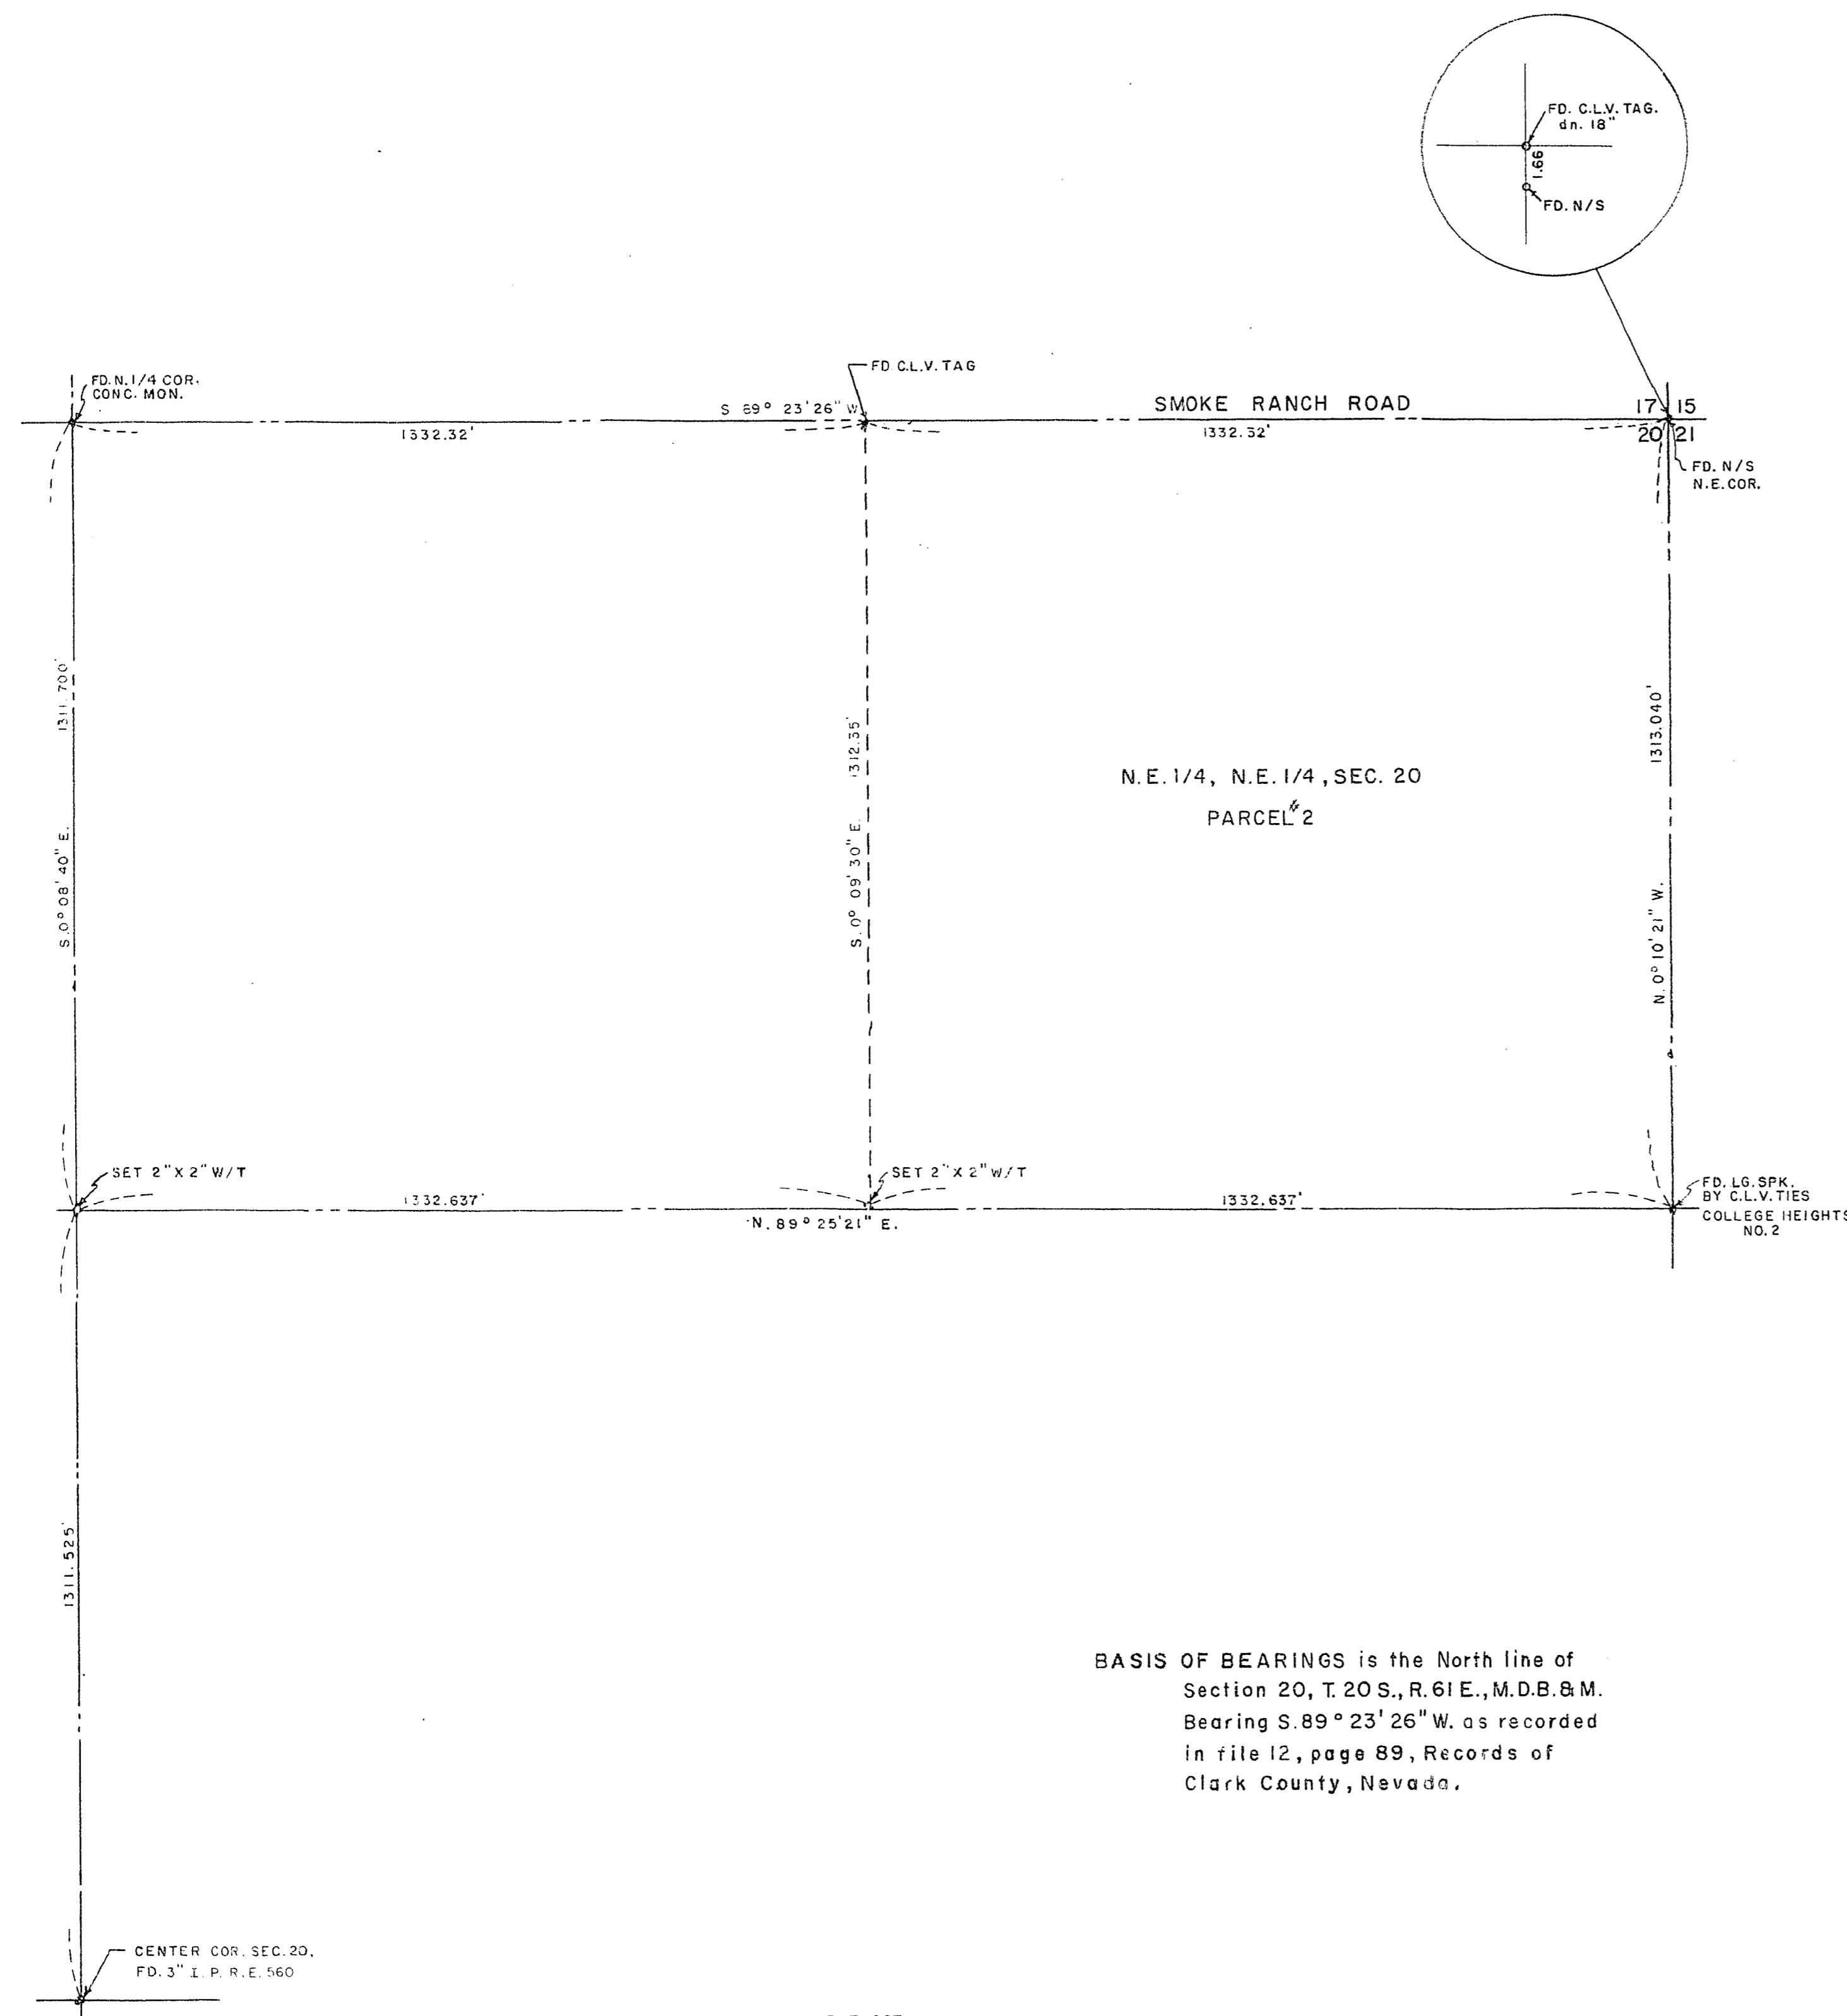 FD. C.L.V. TAG.
dn. 18"
1.66
FD. N/S
FD. N. 1/4 COR.
CONC. MON.
FD. C.L.V. TAG
S 89° 23' 26" W
SMOKE RANCH ROAD
17 15
20 21
1332.32'
1332.32'
FD. N/S
N.E. COR.
1311.700'
S. 0° 08' 40" E.
1312.35'
S. 0° 09' 30" E.
1313.040'
N. 0° 10' 21" W.
N.E. 1/4, N.E. 1/4, SEC. 20
PARCEL # 2
SET 2" X 2" W/T
SET 2" X 2" W/T
1332.637'
1332.637'
N. 89° 25' 21" E.
FD. LG. SPK.
BY C.L.V. TIES
COLLEGE HEIGHTS
NO. 2
1311.525'
BASIS OF BEARINGS is the North line of
Section 20, T. 20 S., R. 61 E., M.D.B. & M.
Bearing S. 89° 23' 26" W. as recorded
in file 12, page 89, Records of
Clark County, Nevada.
CENTER COR. SEC. 20,
FD. 3" I. P. R.E. 560